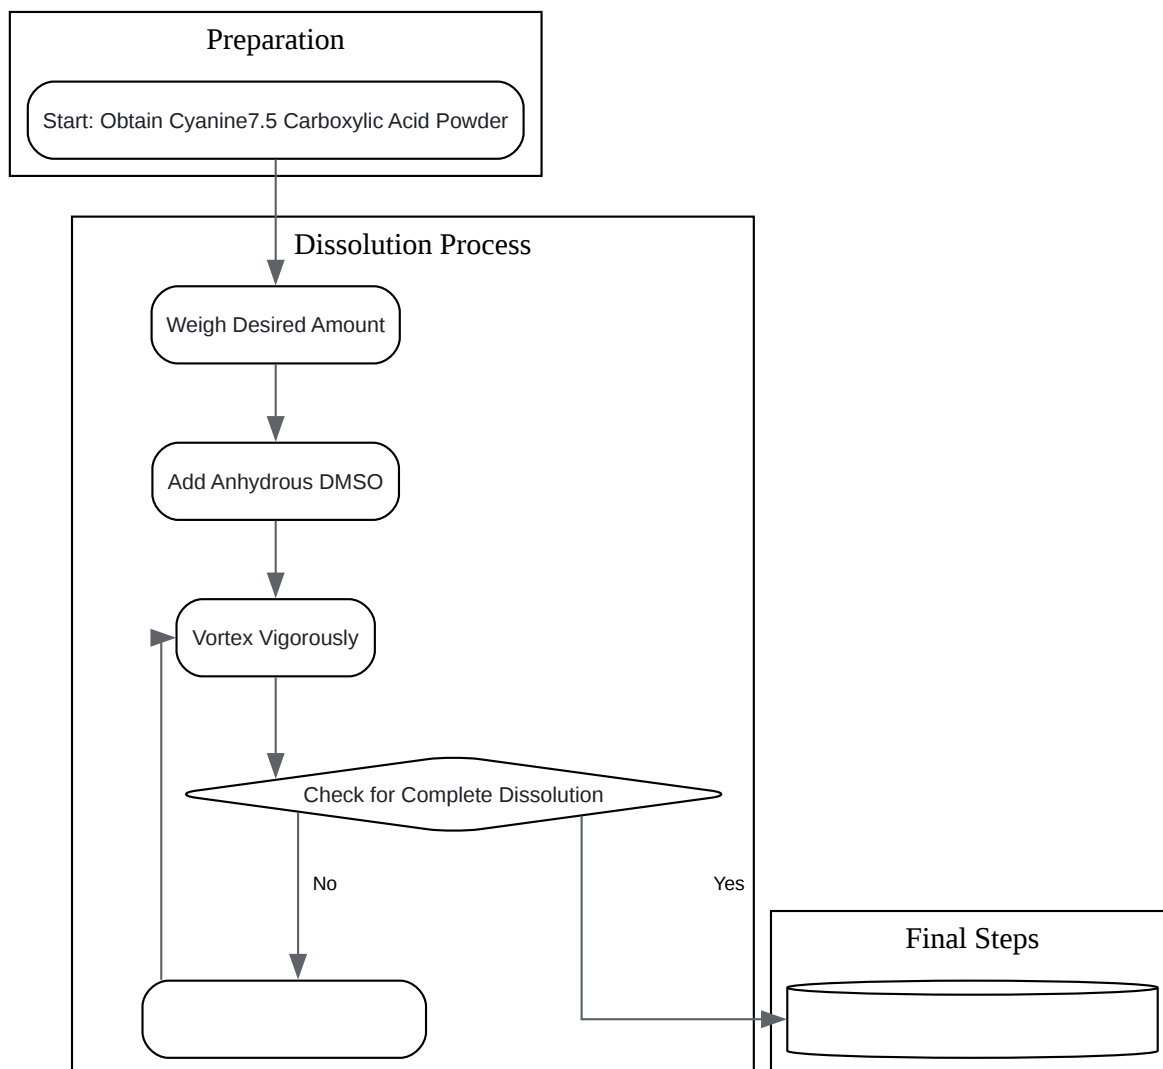 Preparation
Start: Obtain Cyanine7.5 Carboxylic Acid Powder
Dissolution Process
Weigh Desired Amount
Add Anhydrous DMSO
Vortex Vigorously
Check for Complete Dissolution
No
Yes
Final Steps